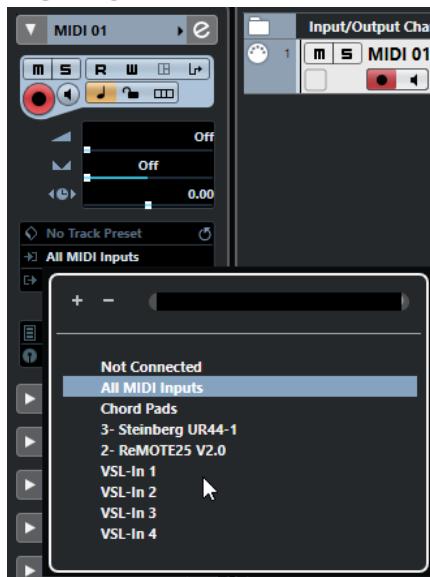 MIDI 01
e
m S R W
Off
Off
0.00
No Track Preset
All MIDI Inputs
+ -
Not Connected
All MIDI Inputs
Chord Pads
3- Steinberg UR44-1
2- ReMOTE25 V2.0
VSL-In 1
VSL-In 2
VSL-In 3
VSL-In 4
Input/Output Cha
1 m S MIDI 01